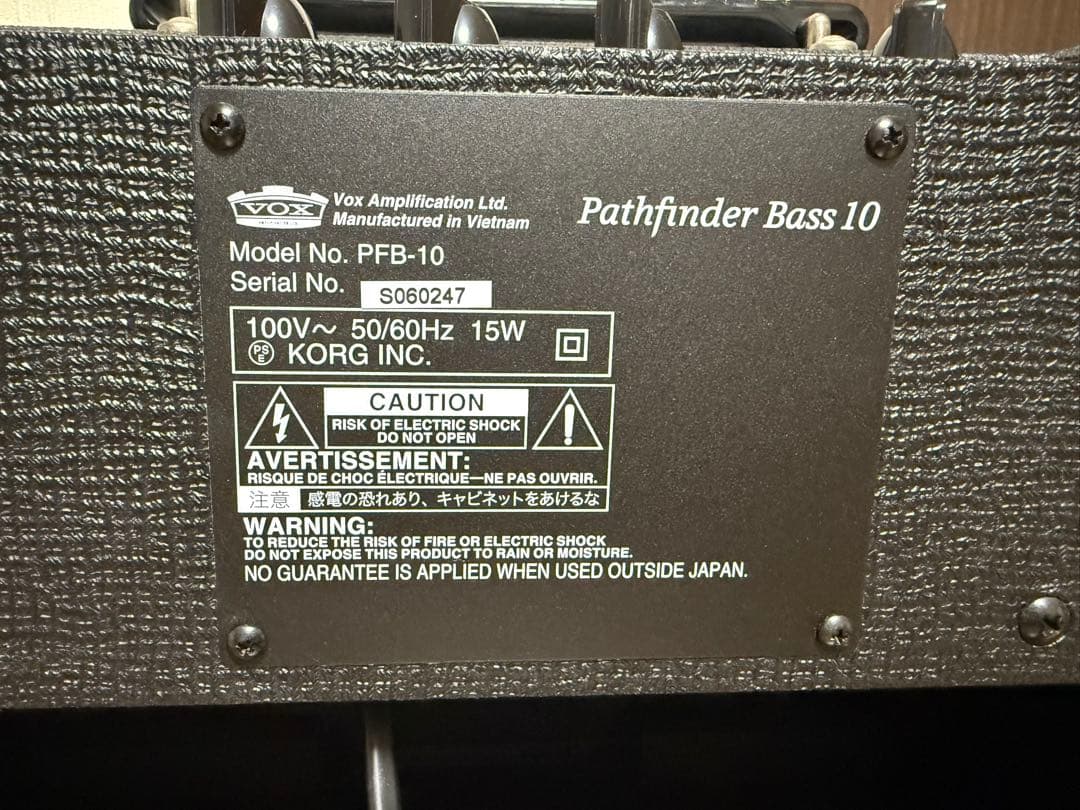 VOX
Vox Amplification Ltd.
Manufactured in Vietnam
Pathfinder Bass 10
Model No. PFB-10
Serial No. S060247
100V～ 50/60Hz 15W
PSE KORG INC.
CAUTION
RISK OF ELECTRIC SHOCK
DO NOT OPEN
AVERTISSEMENT:
RISQUE DE CHOC ÉLECTRIQUE—NE PAS OUVRIR.
注意 感電の恐れあり、キャビネットをあけるな
WARNING:
TO REDUCE THE RISK OF FIRE OR ELECTRIC SHOCK
DO NOT EXPOSE THIS PRODUCT TO RAIN OR MOISTURE.
NO GUARANTEE IS APPLIED WHEN USED OUTSIDE JAPAN.